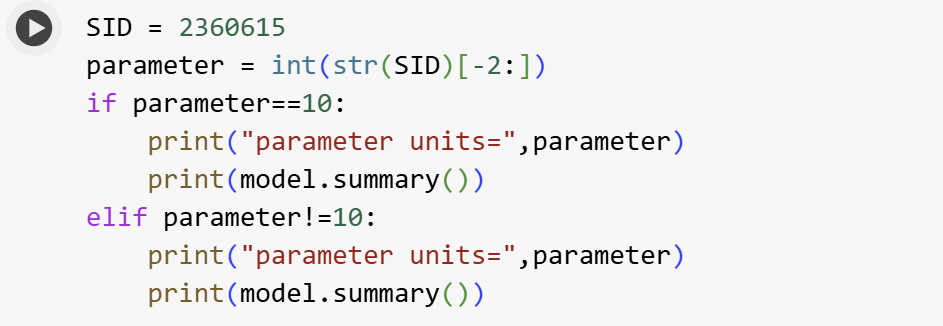 SID = 2360615
parameter = int(str(SID)[-2:])
if parameter==10:
    print("parameter units=",parameter)
    print(model.summary())
elif parameter!=10:
    print("parameter units=",parameter)
    print(model.summary())